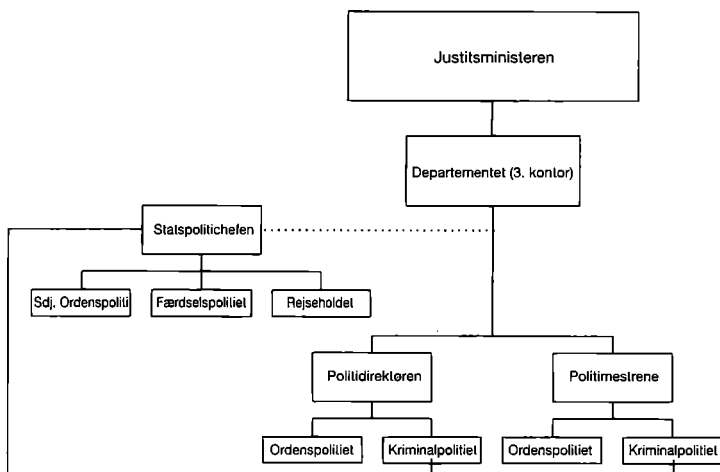 Justitsministeren
Departementet (3. kontor)
Statspolitichefen
Sdj. Ordenspoliti
Færdselspolitiet
Rejseholdet
Politidirektøren
Politimestrene
Ordenspolitiet
Kriminalpolitiet
Ordenspolitiet
Kriminalpolitiet